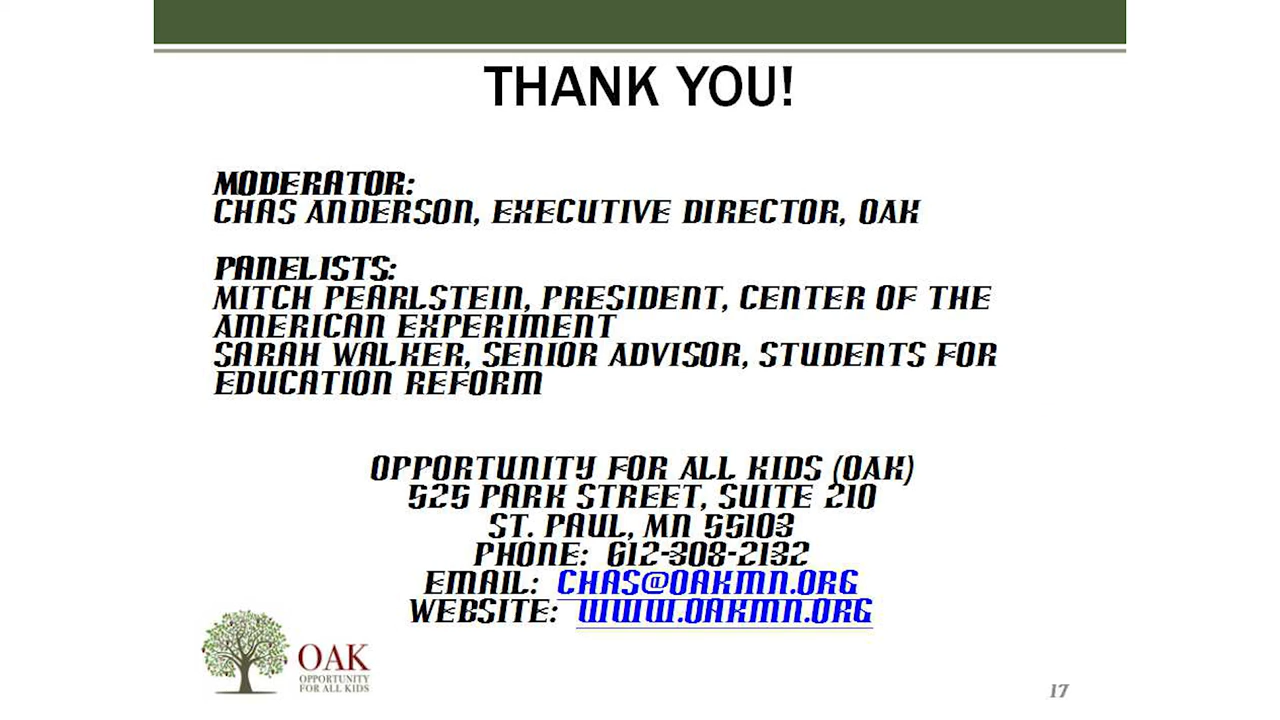 THANK YOU!
MODERATOR:
CHAS ANDERSON, EXECUTIVE DIRECTOR, OAK
PANELISTS:
MITCH PEARLSTEIN, PRESIDENT, CENTER OF THE
AMERICAN EXPERIMENT
SARAH WALKER, SENIOR ADVISOR, STUDENTS FOR
EDUCATION REFORM
OPPORTUNITY FOR ALL KIDS (OAK)
525 PARK STREET, SUITE 210
ST. PAUL, MN 55103
PHONE: 612-308-2132
EMAIL: CHAS@OAKMN.ORG
WEBSITE: WWW.OAKMN.ORG
OAK
OPPORTUNITY
FOR ALL KIDS
17